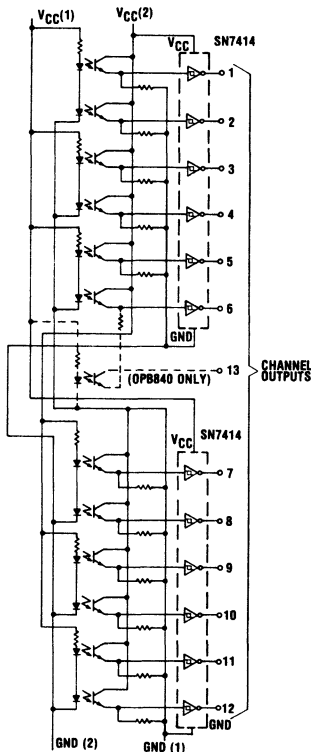 VCC(1) VCC(2)
SN7414
VCC
1
2
3
4
5
6
GND
13
(OPB840 ONLY)
CHANNEL
OUTPUTS
VCC SN7414
7
8
9
10
11
12
GND
GND (2) GND (1)